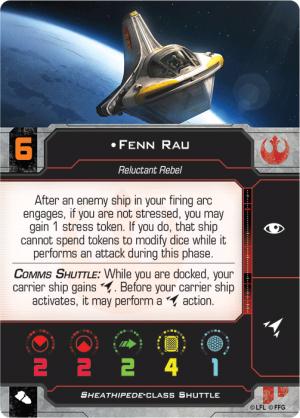 6
•Fenn Rau
Reluctant Rebel
After an enemy ship in your firing arc
engages, if you are not stressed, you may
gain 1 stress token. If you do, that ship
cannot spend tokens to modify dice while it
performs an attack during this phase.
Comms Shuttle: While you are docked, your
carrier ship gains . Before your carrier ship
activates, it may perform a action.
2 2 2 4 1
Sheathipede-class Shuttle
© LFL © FFG